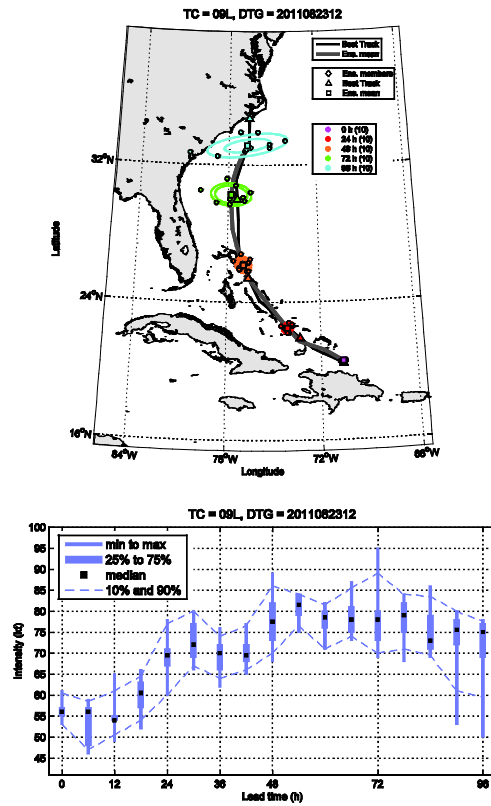 TC = 09L, DTG = 2011082312
Best Track
Ens. mean
Ens. members
Best Track
Ens. mean
0 h (10)
24 h (10)
48 h (10)
72 h (10)
96 h (10)
32°N
24°N
16°N
Latitude
84°W
78°W
72°W
66°W
Longitude
TC = 09L, DTG = 2011082312
min to max
25% to 75%
median
10% and 90%
100
95
90
85
80
75
70
65
60
55
50
45
Intensity (kt)
0
12
24
36
48
72
96
Lead time (h)